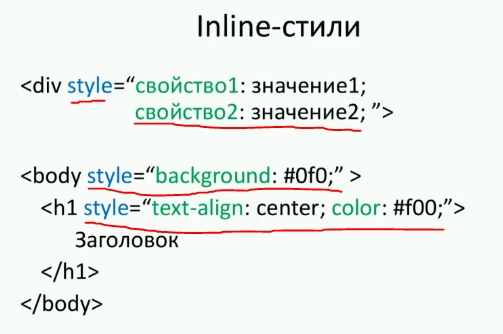 Inline-стили
<div style=“свойство1: значение1;
свойство2: значение2; ”>
<body style=“background: #0f0;” >
<h1 style=“text-align: center; color: #f00;”>
Заголовок
</h1>
</body>